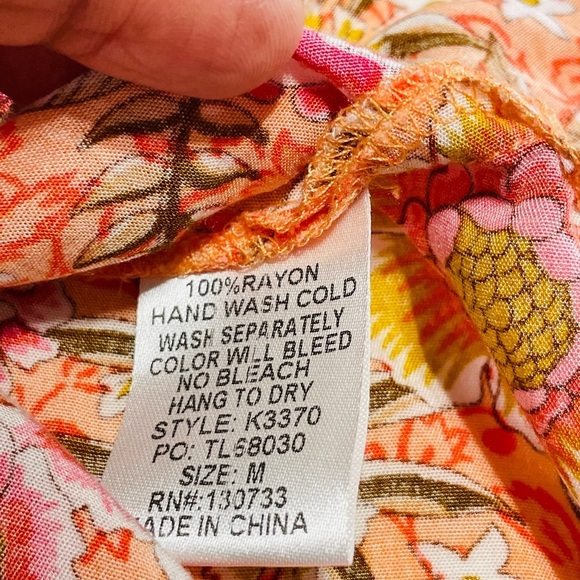 100%RAYON
HAND WASH COLD
WASH SEPARATELY
COLOR WILL BLEED
NO BLEACH
HANG TO DRY
STYLE: K3370
PO: TL68030
SIZE: M
RN#:130733
ADE IN CHINA